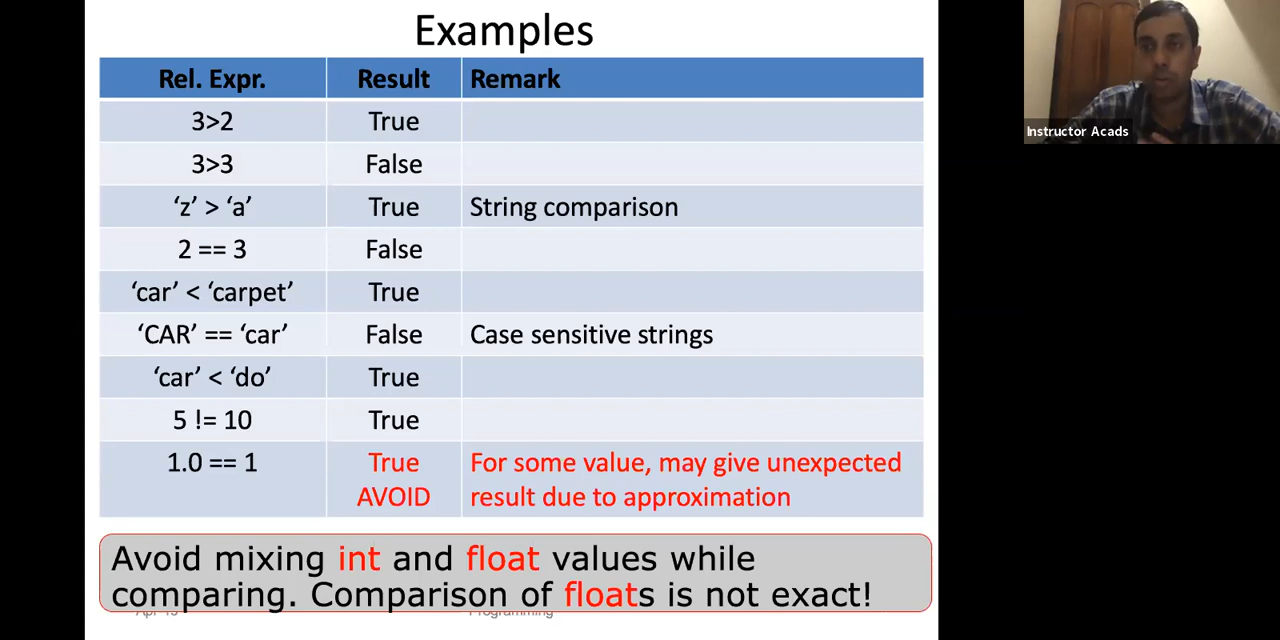 Examples
Rel. Expr. Result Remark
3>2 True
3>3 False
‘z’ > ‘a’ True String comparison
2 == 3 False
‘car’ < ‘carpet’ True
‘CAR’ == ‘car’ False Case sensitive strings
‘car’ < ‘do’ True
5 != 10 True
1.0 == 1 True For some value, may give unexpected
AVOID result due to approximation
Avoid mixing int and float values while
comparing. Comparison of floats is not exact!
Programming
Instructor Acads